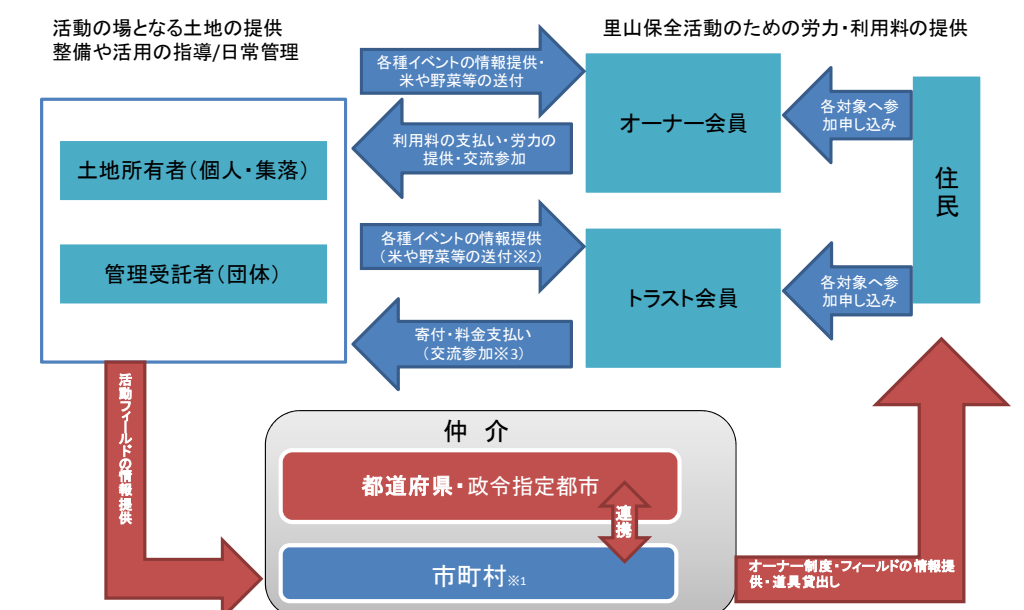 活動の場となる土地の提供
整備や活用の指導/日常管理
里山保全活動のための労力・利用料の提供
各種イベントの情報提供・
米や野菜等の送付
利用料の支払い・労力の
提供・交流参加
オーナー会員
各対象へ参
加申し込み
住
民
土地所有者（個人・集落）
管理受託者（団体）
各種イベントの情報提供
（米や野菜等の送付※2）
寄付・料金支払い
（交流参加※3）
トラスト会員
各対象へ参
加申し込み
活動フィールドの情報提供
仲 介
都道府県・政令指定都市
連
携
市町村※1
オーナー制度・フィールドの情報提
供・道具貸出し